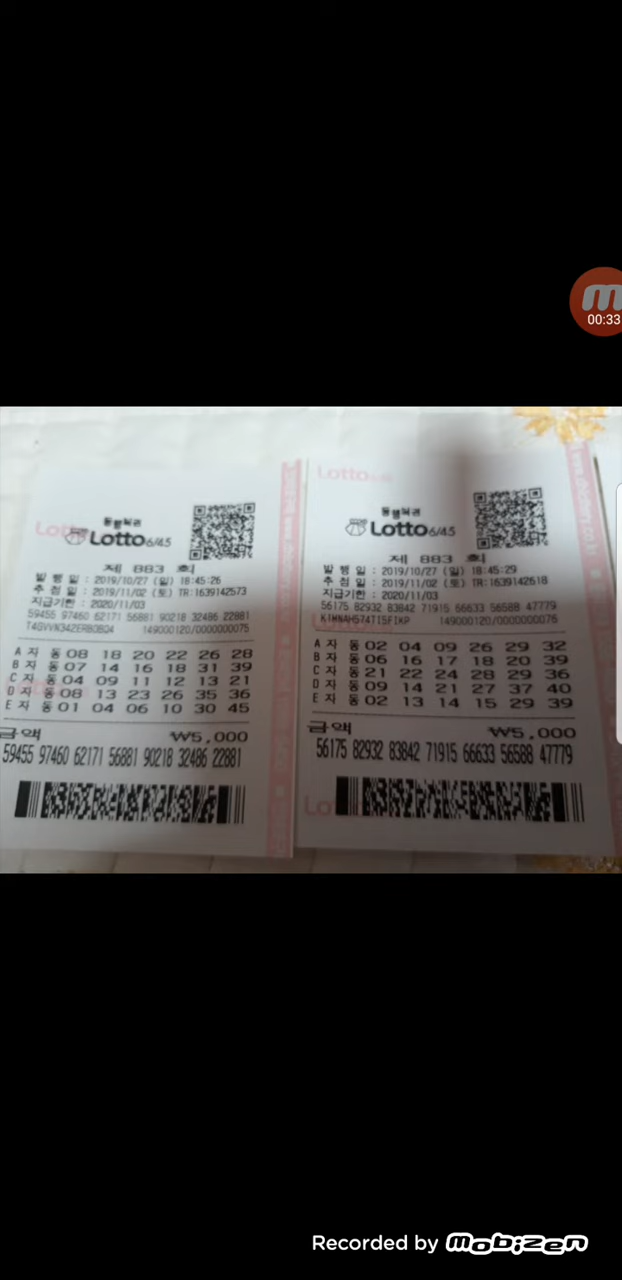 00:33
동행복권
Lotto 6/45
제 883 회
발 행 일 : 2019/10/27 (일) 18:45:26
추 첨 일 : 2019/11/02 (토) TR:1639142573
지급기한 : 2020/11/03
59455 97460 62171 56881 90218 32486 22881
149000120/0000000075
A 자 동 08 18 20 22 26 28
B 자 동 07 14 16 18 31 39
C 자 동 04 09 11 12 13 21
D 자 동 08 13 23 26 35 36
E 자 동 01 04 06 10 30 45
금액 ₩5,000
59455 97460 62171 56881 90218 32486 22881
Lotto
동행복권
Lotto 6/45
제 883 회
발 행 일 : 2019/10/27 (일) 18:45:29
추 첨 일 : 2019/11/02 (토) TR:1639142618
지급기한 : 2020/11/03
56175 82932 83842 71915 66633 56588 47779
149000120/0000000076
A 자 동 02 04 09 26 29 32
B 자 동 06 16 17 18 20 39
C 자 동 21 22 24 28 29 36
D 자 동 09 14 21 27 37 40
E 자 동 02 13 14 15 29 39
금액 ₩5,000
56175 82932 83842 71915 66633 56588 47779
Recorded by Mobizen